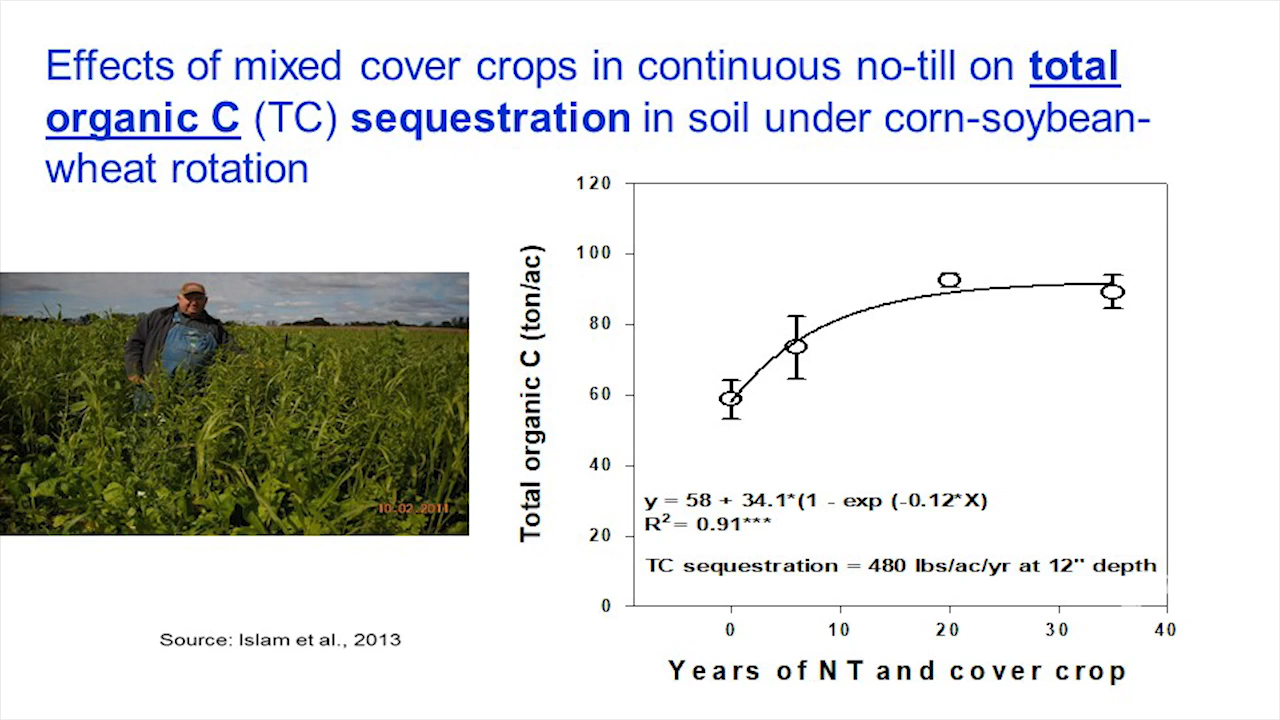 Effects of mixed cover crops in continuous no-till on total
organic C (TC) sequestration in soil under corn-soybean-
wheat rotation
120
100
80
60
40
20
0
Total organic C (ton/ac)
y = 58 + 34.1*(1 - exp (-0.12*X)
R²= 0.91***
TC sequestration = 480 lbs/ac/yr at 12" depth
0 10 20 30 40
Years of NT and cover crop
10-02.2011
Source: Islam et al., 2013